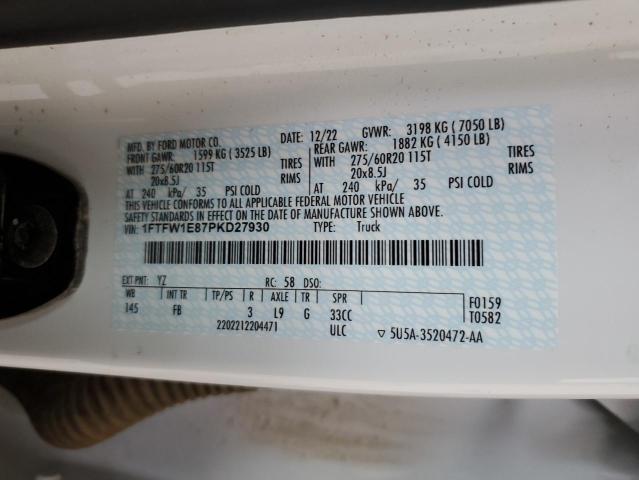 MFD. BY FORD MOTOR CO. DATE: 12/22 GVWR: 3198 KG ( 7050 LB)
FRONT GAWR: 1599 KG ( 3525 LB) REAR GAWR: 1882 KG ( 4150 LB)
WITH 275/60R20 115T TIRES WITH 275/60R20 115T TIRES
20x8.5J RIMS 20x8.5J RIMS
AT 240 kPa/ 35 PSI COLD AT 240 kPa/ 35 PSI COLD
THIS VEHICLE CONFORMS TO ALL APPLICABLE FEDERAL MOTOR VEHICLE
SAFETY STANDARDS IN EFFECT ON THE DATE OF MANUFACTURE SHOWN ABOVE
VIN: 1FTFW1E87PKD27930 TYPE: Truck
EXT PNT: YZ RC: 58 DSO:
WB INT TR TP/PS R AXLE TR SPR F0159
145 FB 3 L9 G 33CC T0582
2202212204471 ULC ▽ 5U5A-3520472-AA